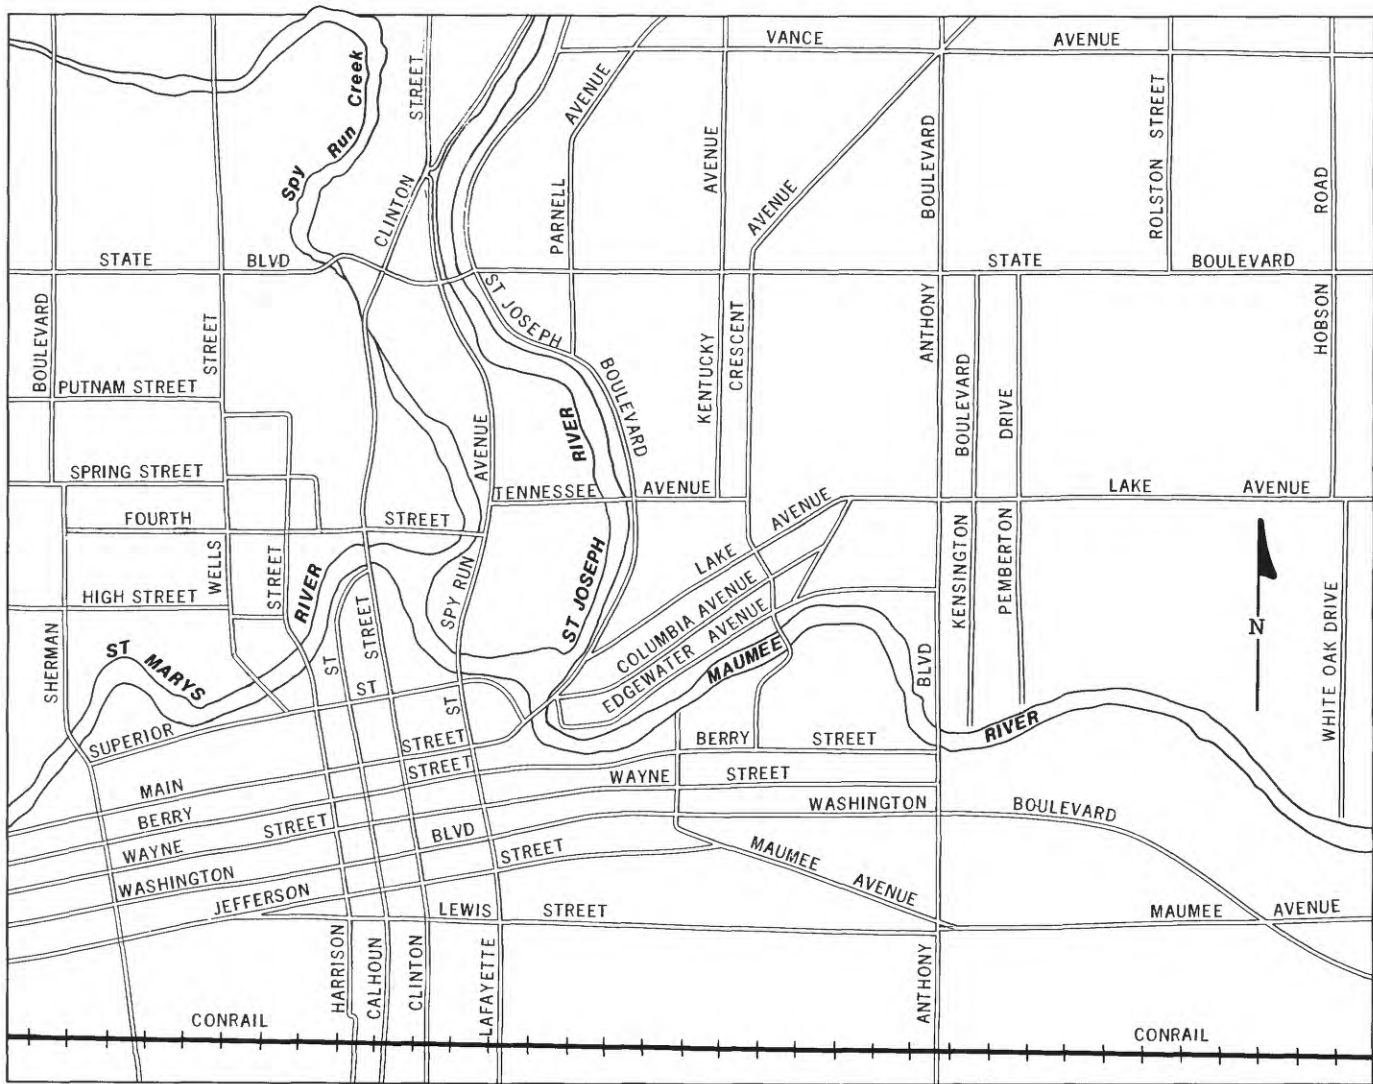 VANCE AVENUE
Spy Run Creek
CLINTON STREET
PARNELL AVENUE
AVENUE
AVENUE
BOULEVARD
ROLSTON STREET
ROAD
STATE BLVD
STATE BOULEVARD
BOULEVARD
STREET
ST JOSEPH BOULEVARD
KENTUCKY
CRESCENT
ANTHONY
BOULEVARD
DRIVE
HOBSON
PUTNAM STREET
AVENUE
RIVER
SPRING STREET
TENNESSEE AVENUE
LAKE AVENUE
FOURTH STREET
LAKE AVENUE
WELLS
STREET
RIVER
SPY RUN
ST JOSEPH
COLUMBIA AVENUE
EDGEWATER AVENUE
KENSINGTON
PEMBERTON
N
HIGH STREET
SHERMAN
ST MARYS
ST
STREET
ST
MAUMEE
BLVD
RIVER
WHITE OAK DRIVE
SUPERIOR ST
MAIN STREET
BERRY STREET
BERRY STREET
WAYNE STREET
WAYNE STREET
WASHINGTON BLVD
WASHINGTON BOULEVARD
JEFFERSON STREET
MAUMEE AVENUE
LEWIS STREET
MAUMEE AVENUE
HARRISON
CALHOUN
CLINTON
LAFAYETTE
ANTHONY
CONRAIL
CONRAIL